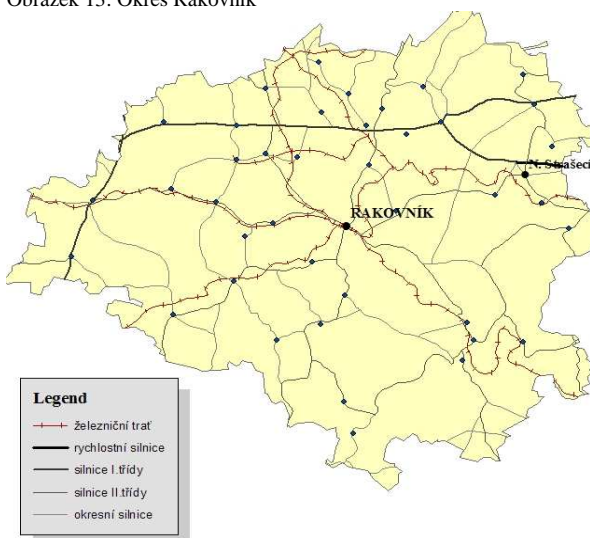 Obrázek 13: Okres Rakovník
N. Strašecí
RAKOVNÍK
Legend
železniční trať
rychlostní silnice
silnice I.třídy
silnice II.třídy
okresní silnice